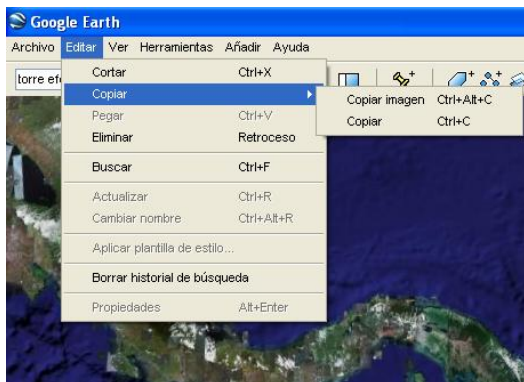 Google Earth
Archivo Editar Ver Herramientas Añadir Ayuda
torre
Cortar Ctrl+X
Copiar
Copiar imagen Ctrl+Alt+C
Pegar Ctrl+V
Copiar Ctrl+C
Eliminar Retroceso
Buscar Ctrl+F
Actualizar Ctrl+R
Cambiar nombre Ctrl+Alt+R
Aplicar plantilla de estilo...
Borrar historial de búsqueda
Propiedades Alt+Enter